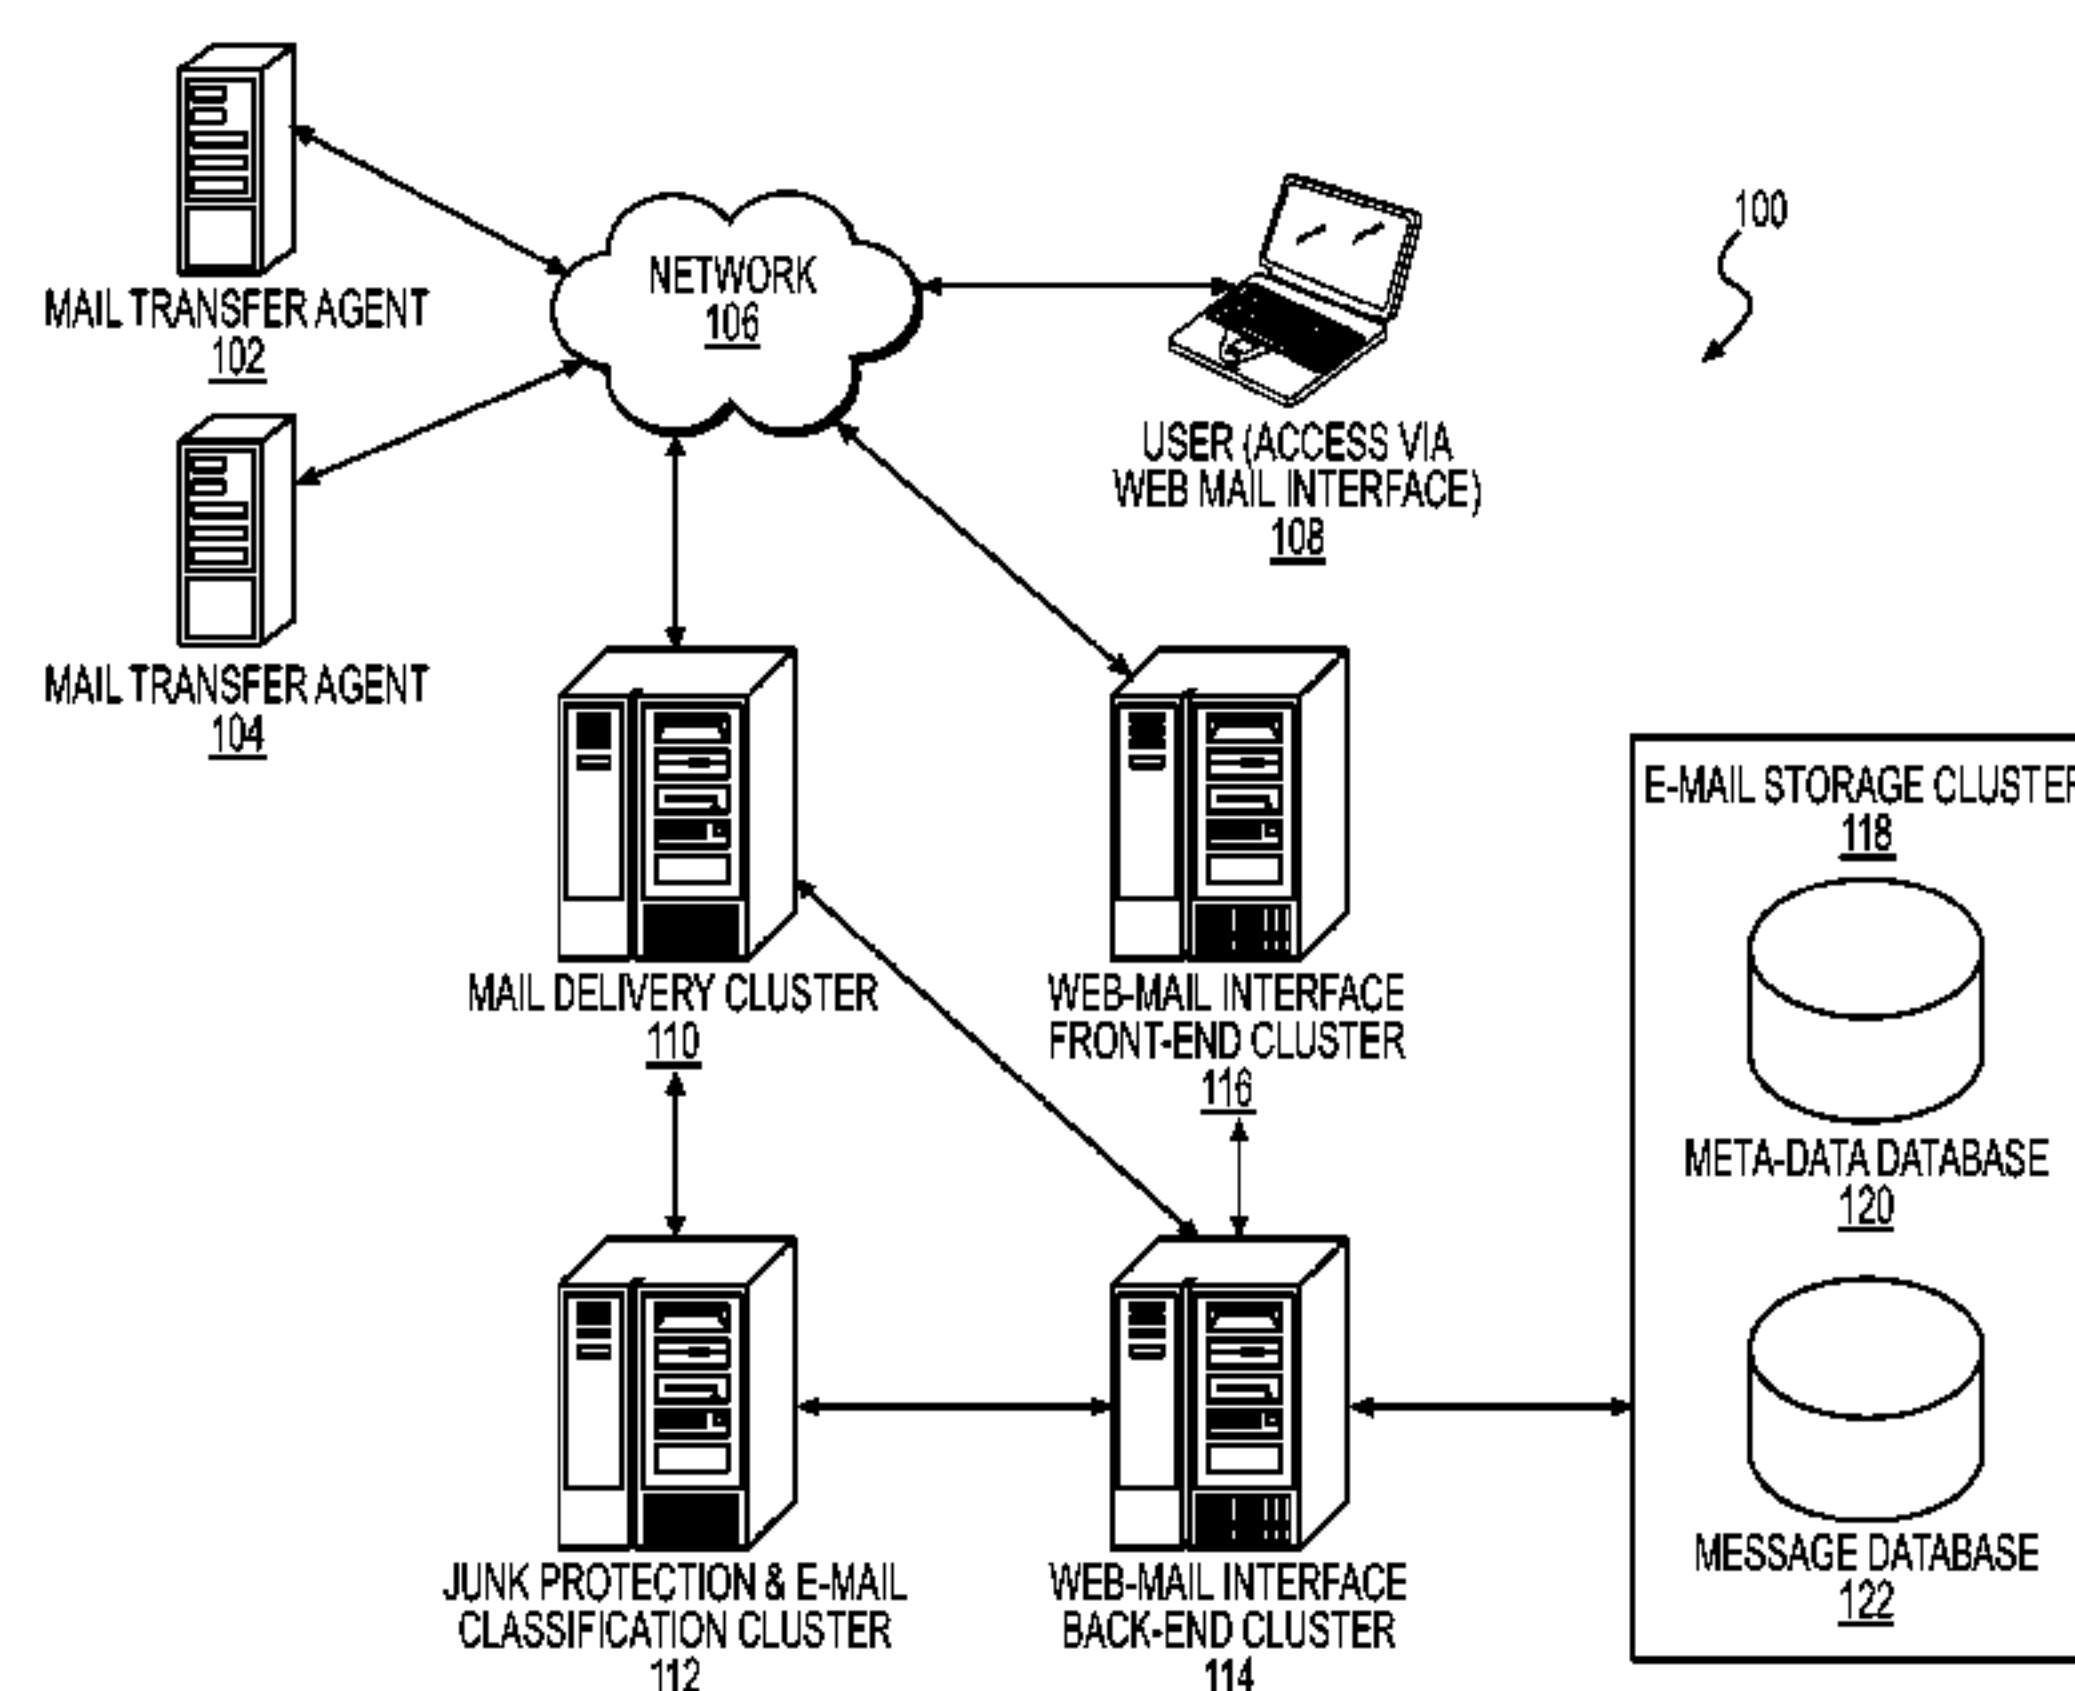 MAIL TRANSFER AGENT
102
NETWORK
106
100
USER (ACCESS VIA
WEB MAIL INTERFACE)
108
MAIL TRANSFER AGENT
104
E-MAIL STORAGE CLUSTER
118
MAIL DELIVERY CLUSTER
110
WEB-MAIL INTERFACE
FRONT-END CLUSTER
116
META-DATA DATABASE
120
JUNK PROTECTION & E-MAIL
CLASSIFICATION CLUSTER
112
WEB-MAIL INTERFACE
BACK-END CLUSTER
114
MESSAGE DATABASE
122